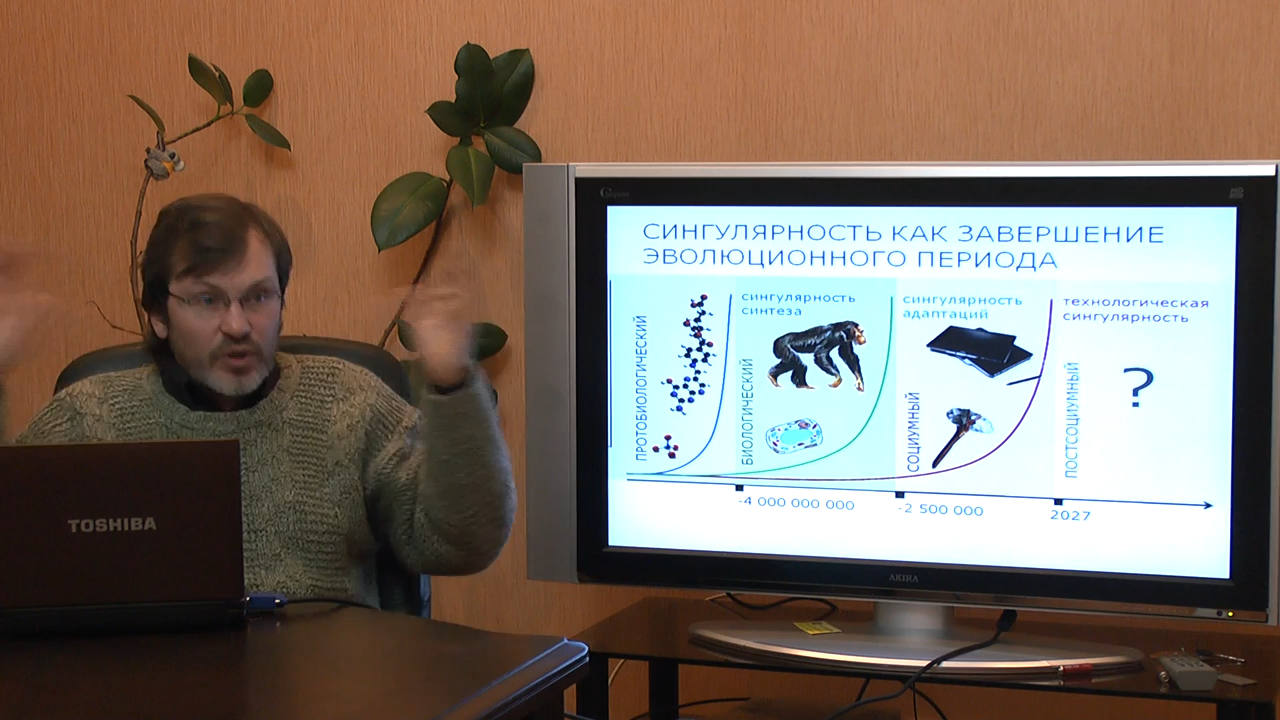 СИНГУЛЯРНОСТЬ КАК ЗАВЕРШЕНИЕ
ЭВОЛЮЦИОННОГО ПЕРИОДА
ПРОТОБИОЛОГИЧЕСКИЙ
сингулярность
синтеза
БИОЛОГИЧЕСКИЙ
сингулярность
адаптаций
СОЦИУМНЫЙ
технологическая
сингулярность
ПОСТСОЦИУМНЫЙ
?
-4 000 000 000
-2 500 000
2027
TOSHIBA
AKIRA